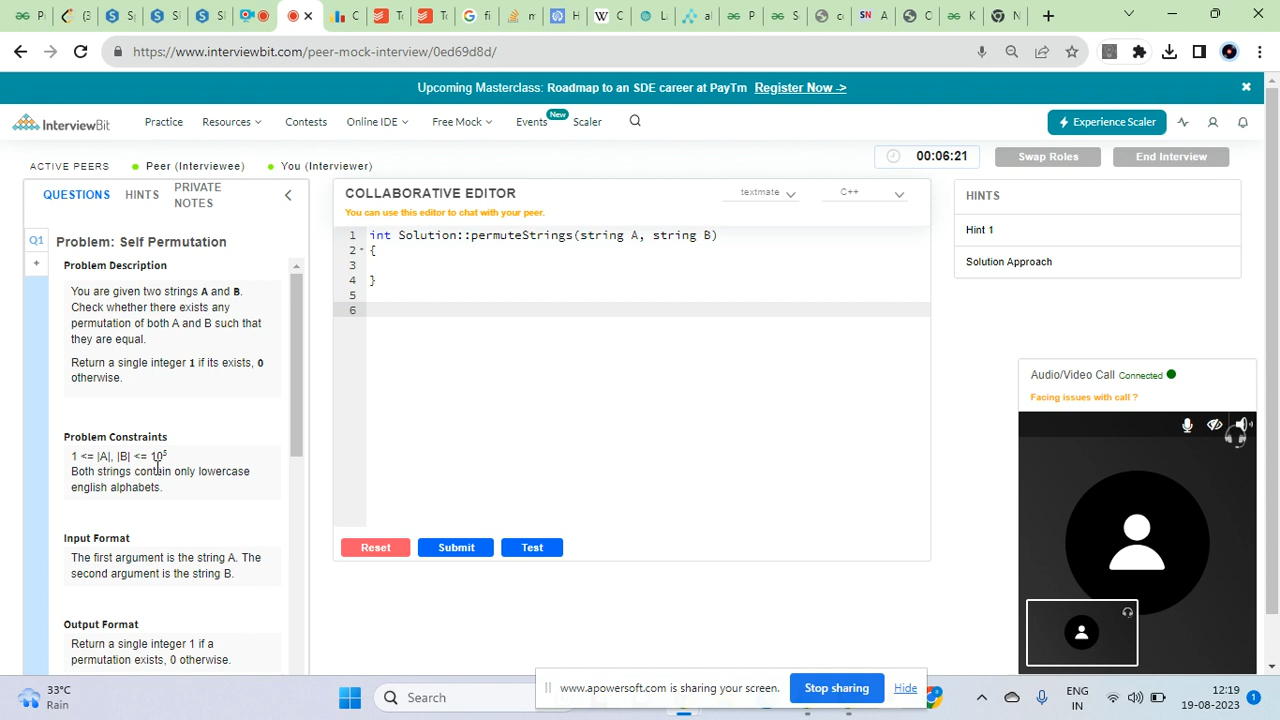 https://www.interviewbit.com/peer-mock-interview/0ed69d8d/
Upcoming Masterclass: Roadmap to an SDE career at PayTm Register Now ->
InterviewBit
Practice
Resources
Contests
Online IDE
Free Mock
Events
New
Scaler
Experience Scaler
ACTIVE PEERS
Peer (Interviewee)
You (Interviewer)
00:06:21
Swap Roles
End Interview
QUESTIONS
HINTS
PRIVATE NOTES
Q1
+
Problem: Self Permutation
Problem Description
You are given two strings A and B.
Check whether there exists any
permutation of both A and B such that
they are equal.
Return a single integer 1 if its exists, 0
otherwise.
Problem Constraints
1 <= |A|, |B| <= 10⁵
Both strings contain only lowercase
english alphabets.
Input Format
The first argument is the string A. The
second argument is the string B.
Output Format
Return a single integer 1 if a
permutation exists, 0 otherwise.
COLLABORATIVE EDITOR
You can use this editor to chat with your peer.
textmate
C++
1 int Solution::permuteStrings(string A, string B)
2 {
3
4 }
5
6
Reset
Submit
Test
HINTS
Hint 1
Solution Approach
Audio/Video Call Connected
Facing issues with call ?
www.apowersoft.com is sharing your screen.
Stop sharing
Hide
33°C
Rain
Search
ENG
IN
12:19
19-08-2023
1